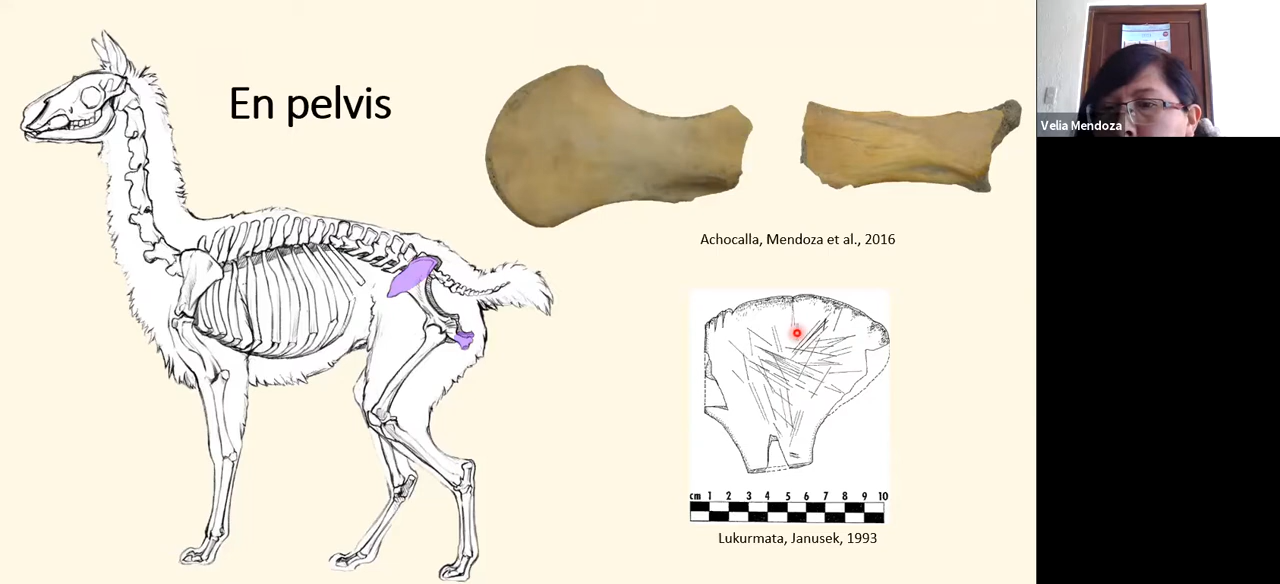 En pelvis
Velia Mendoza
Achocalla, Mendoza et al., 2016
cm 1 2 3 4 5 6 7 8 9 10
Lukurmata, Janusek, 1993